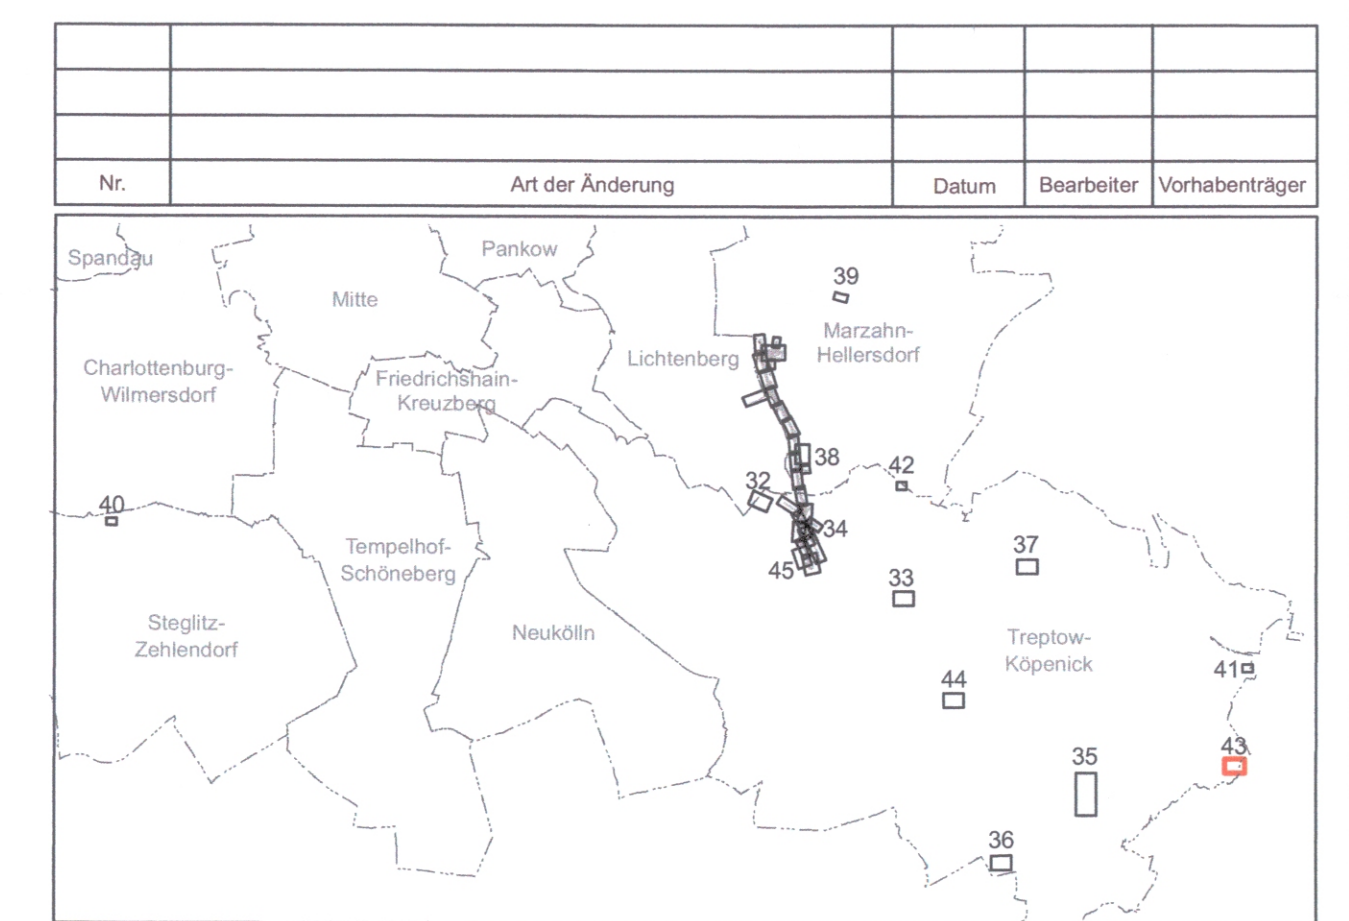 Nr. Art der Änderung Datum Bearbeiter Vorhabenträger
Spandau
Pankow
39
Mitte
Marzahn-
Hellersdorf
Lichtenberg
Charlottenburg-
Wilmersdorf
Friedrichshain-
Kreuzberg
38
42
32
40
34
37
Tempelhof-
Schöneberg
45
33
Steglitz-
Zehlendorf
Neukölln
Treptow-
Köpenick
41
44
43
35
36